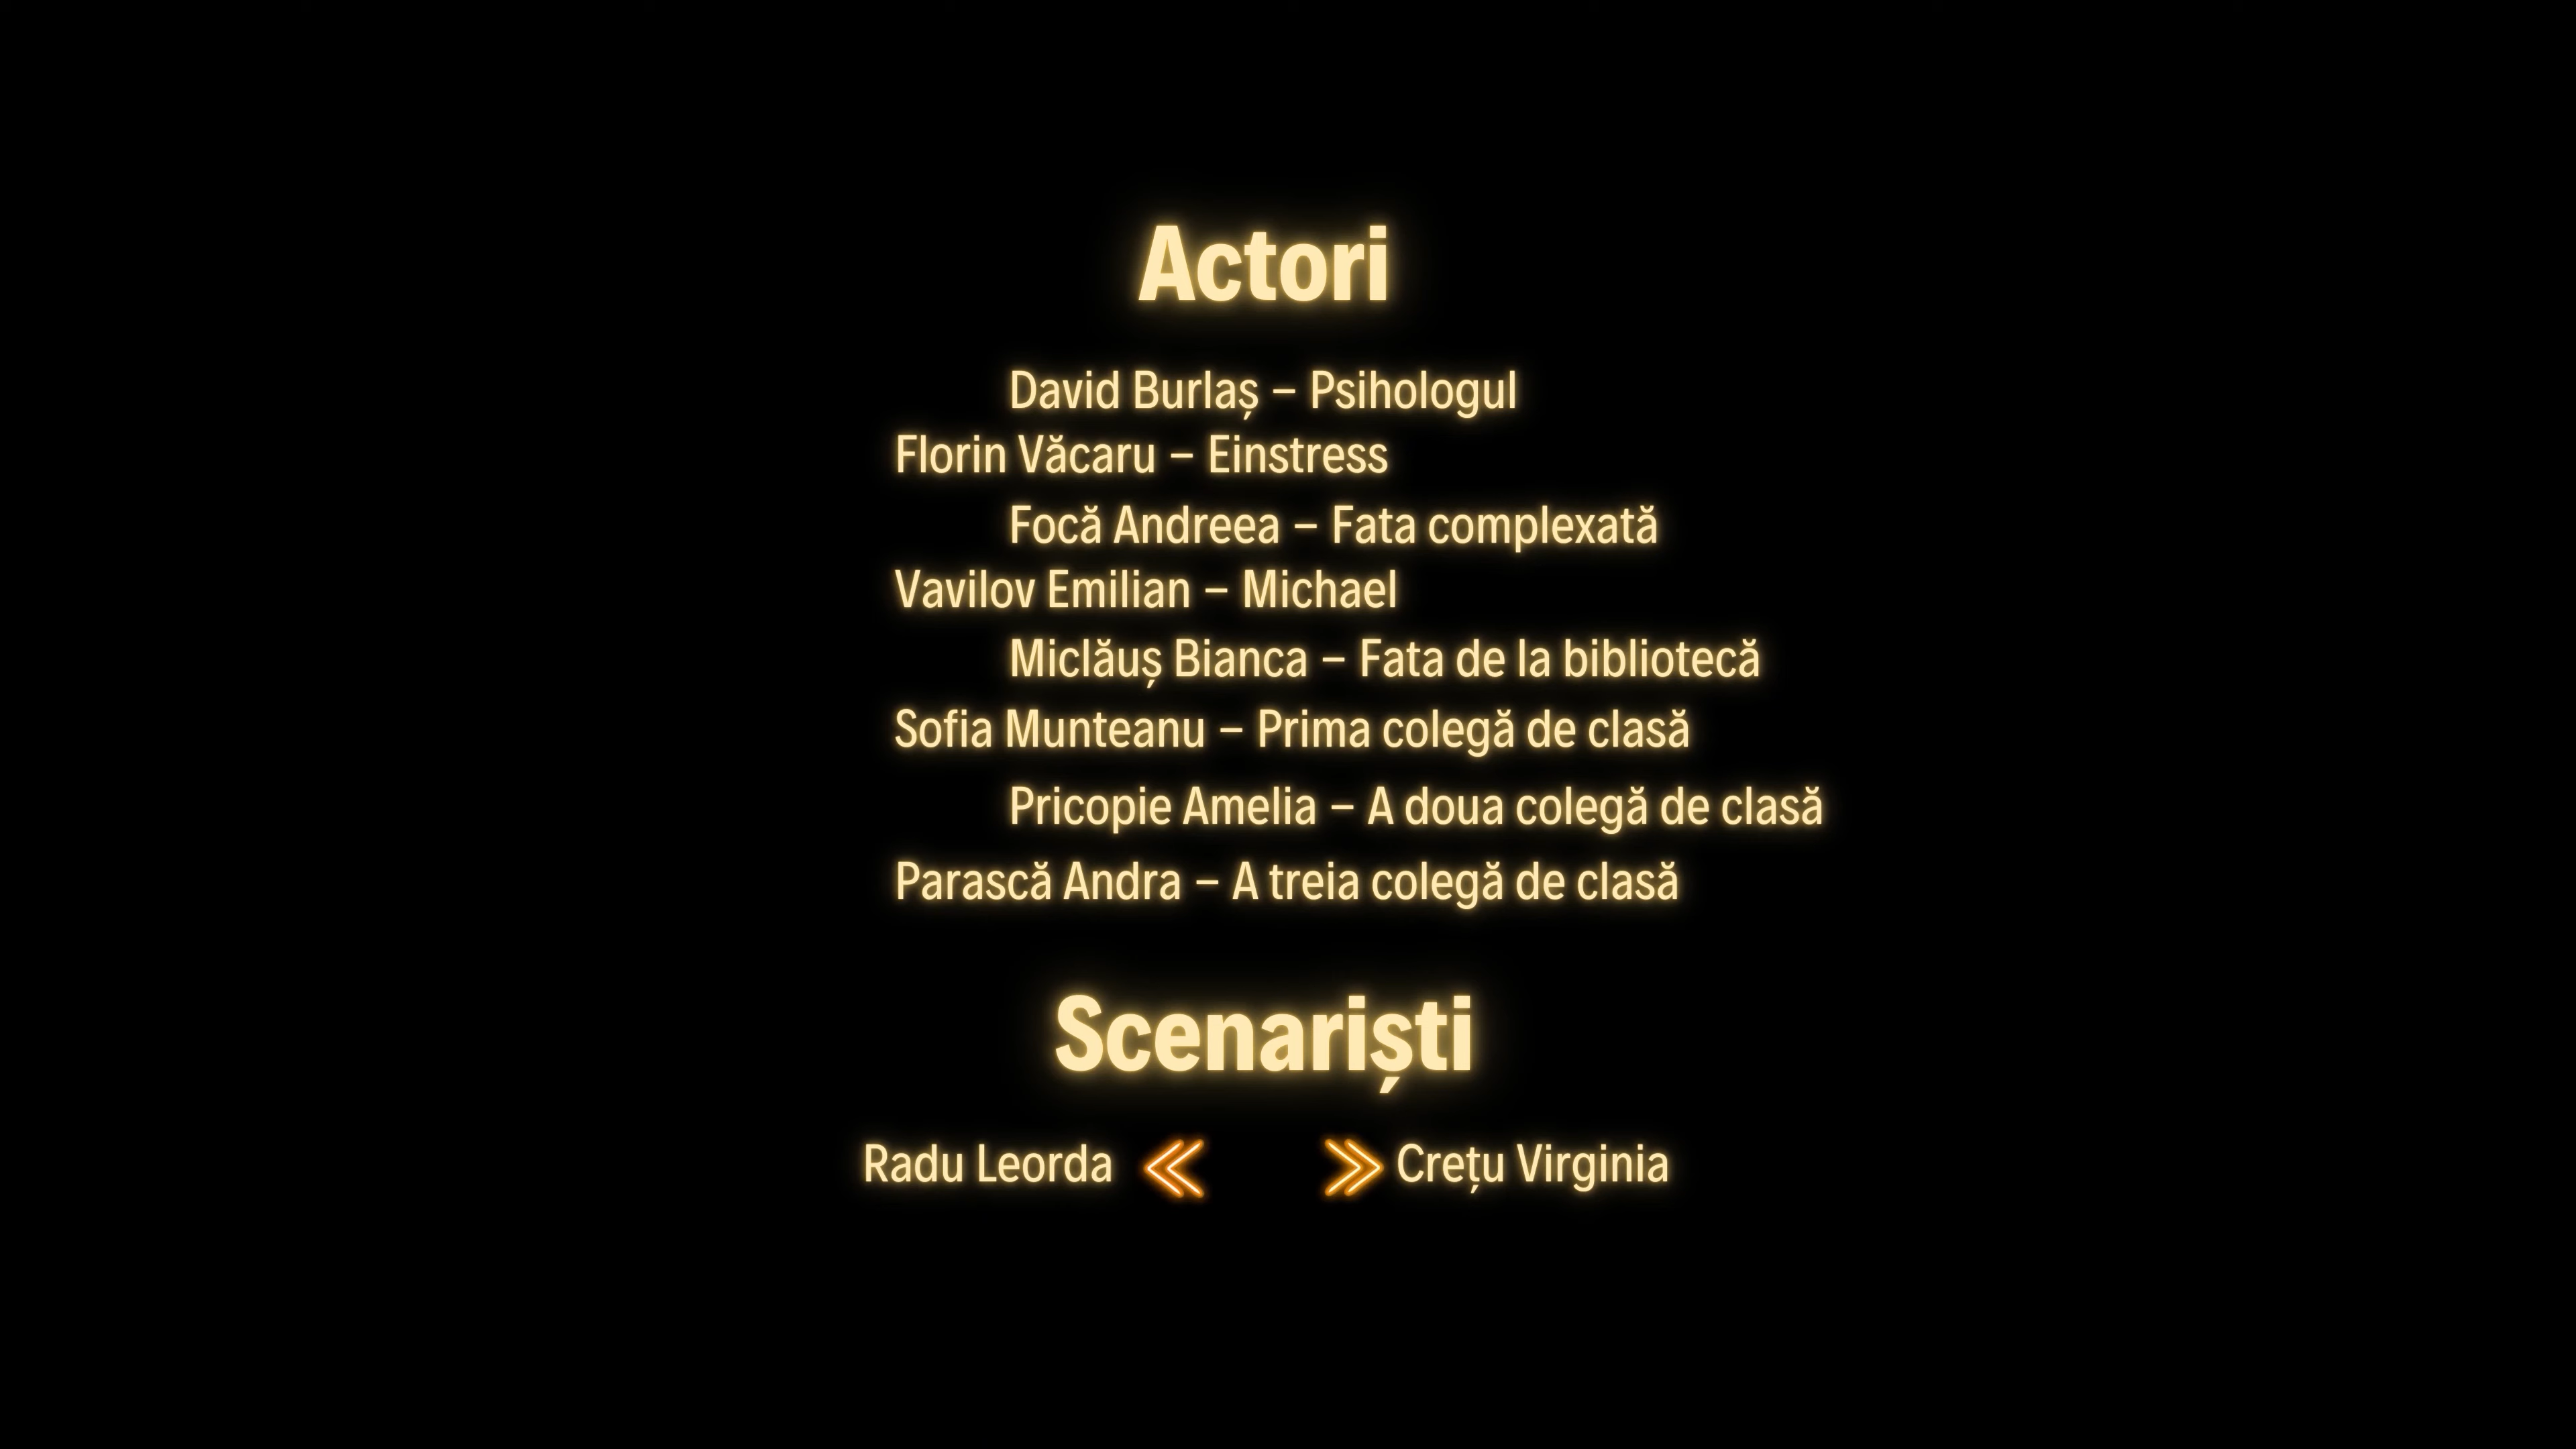 Actori
David Burlaș – Psihologul
Florin Văcaru – Einstress
Focă Andreea – Fata complexată
Vavilov Emilian – Michael
Miclăuș Bianca – Fata de la bibliotecă
Sofia Munteanu – Prima colegă de clasă
Pricopie Amelia – A doua colegă de clasă
Parască Andra – A treia colegă de clasă
Scenariști
Radu Leorda Crețu Virginia